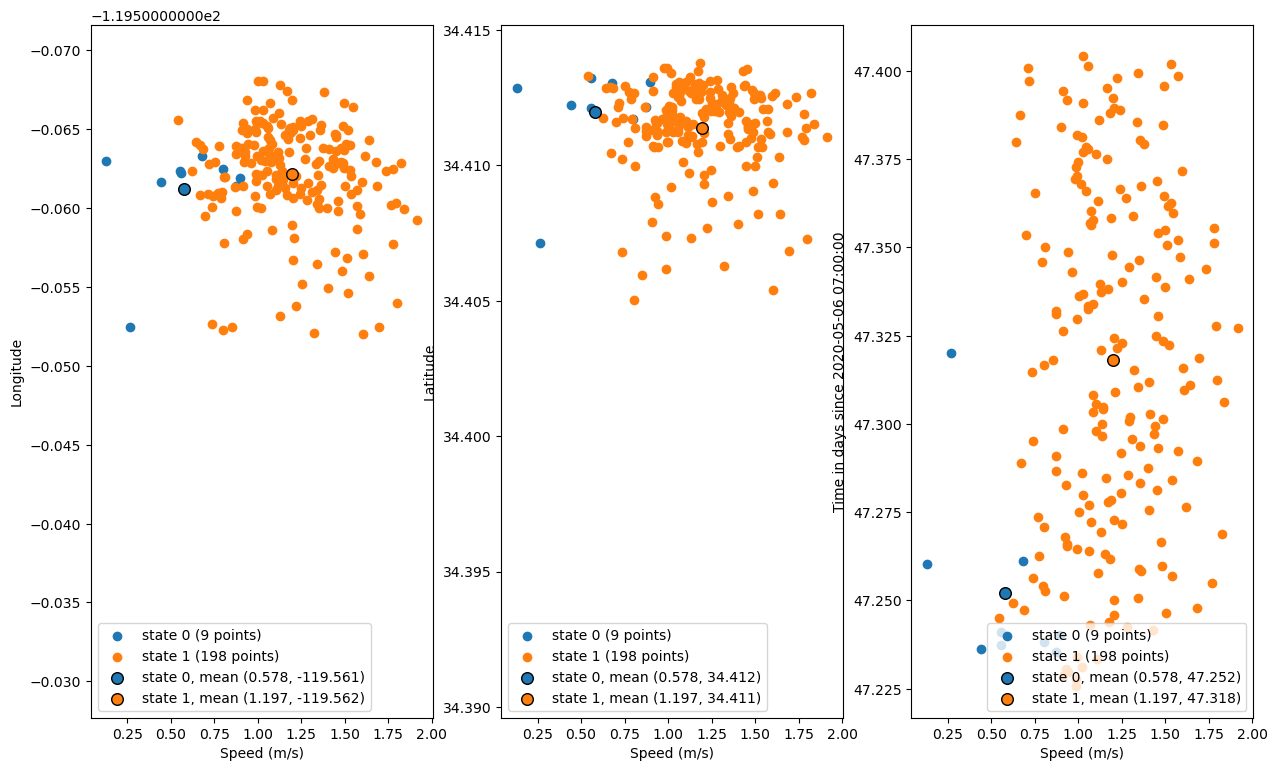 −1.1950000000e2
−0.070
−0.065
−0.060
−0.055
−0.050
−0.045
−0.040
−0.035
−0.030
Longitude
0.25 0.50 0.75 1.00 1.25 1.50 1.75 2.00
Speed (m/s)
state 0 (9 points)
state 1 (198 points)
state 0, mean (0.578, -119.561)
state 1, mean (1.197, -119.562)
34.415
34.410
34.405
34.400
34.395
34.390
Latitude
0.25 0.50 0.75 1.00 1.25 1.50 1.75 2.00
Speed (m/s)
state 0 (9 points)
state 1 (198 points)
state 0, mean (0.578, 34.412)
state 1, mean (1.197, 34.411)
47.400
47.375
47.350
47.325
47.300
47.275
47.250
47.225
Time in days since 2020-05-06 07:00:00
0.25 0.50 0.75 1.00 1.25 1.50 1.75 2.00
Speed (m/s)
state 0 (9 points)
state 1 (198 points)
state 0, mean (0.578, 47.252)
state 1, mean (1.197, 47.318)